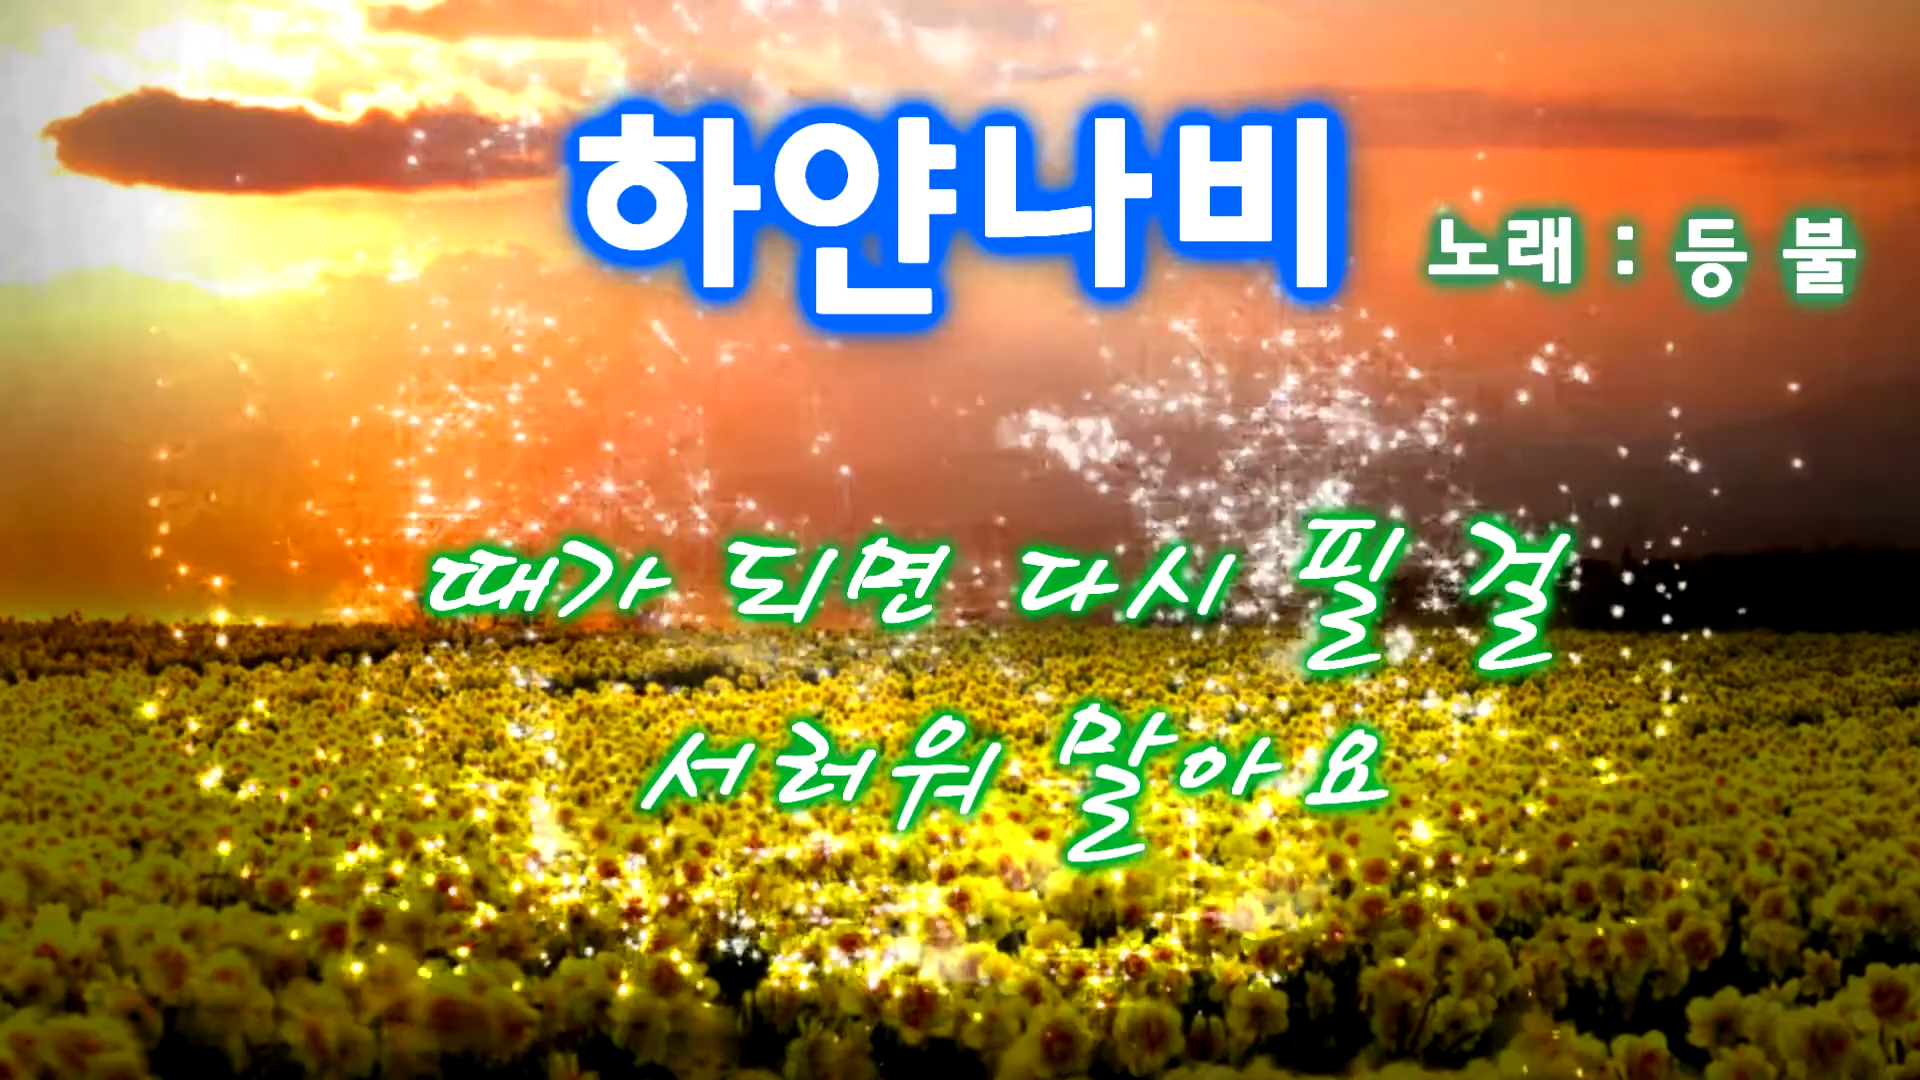 하얀나비
노래 : 등 불
때가 되면 다시 필 걸
서러워 말아요